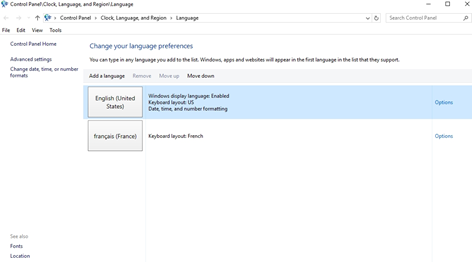 Control Panel\Clock, Language, and Region\Language
Control Panel > Clock, Language, and Region > Language
Search Control Panel
File Edit View Tools
Control Panel Home
Advanced settings
Change date, time, or number
formats
Change your language preferences
You can type in any language you add to the list. Windows, apps and websites will appear in the first language in the list that they support.
Add a language Remove Move up Move down
English (United
States)
Windows display language: Enabled
Keyboard layout: US
Date, time, and number formatting
Options
français (France)
Keyboard layout: French
Options
See also
Fonts
Location